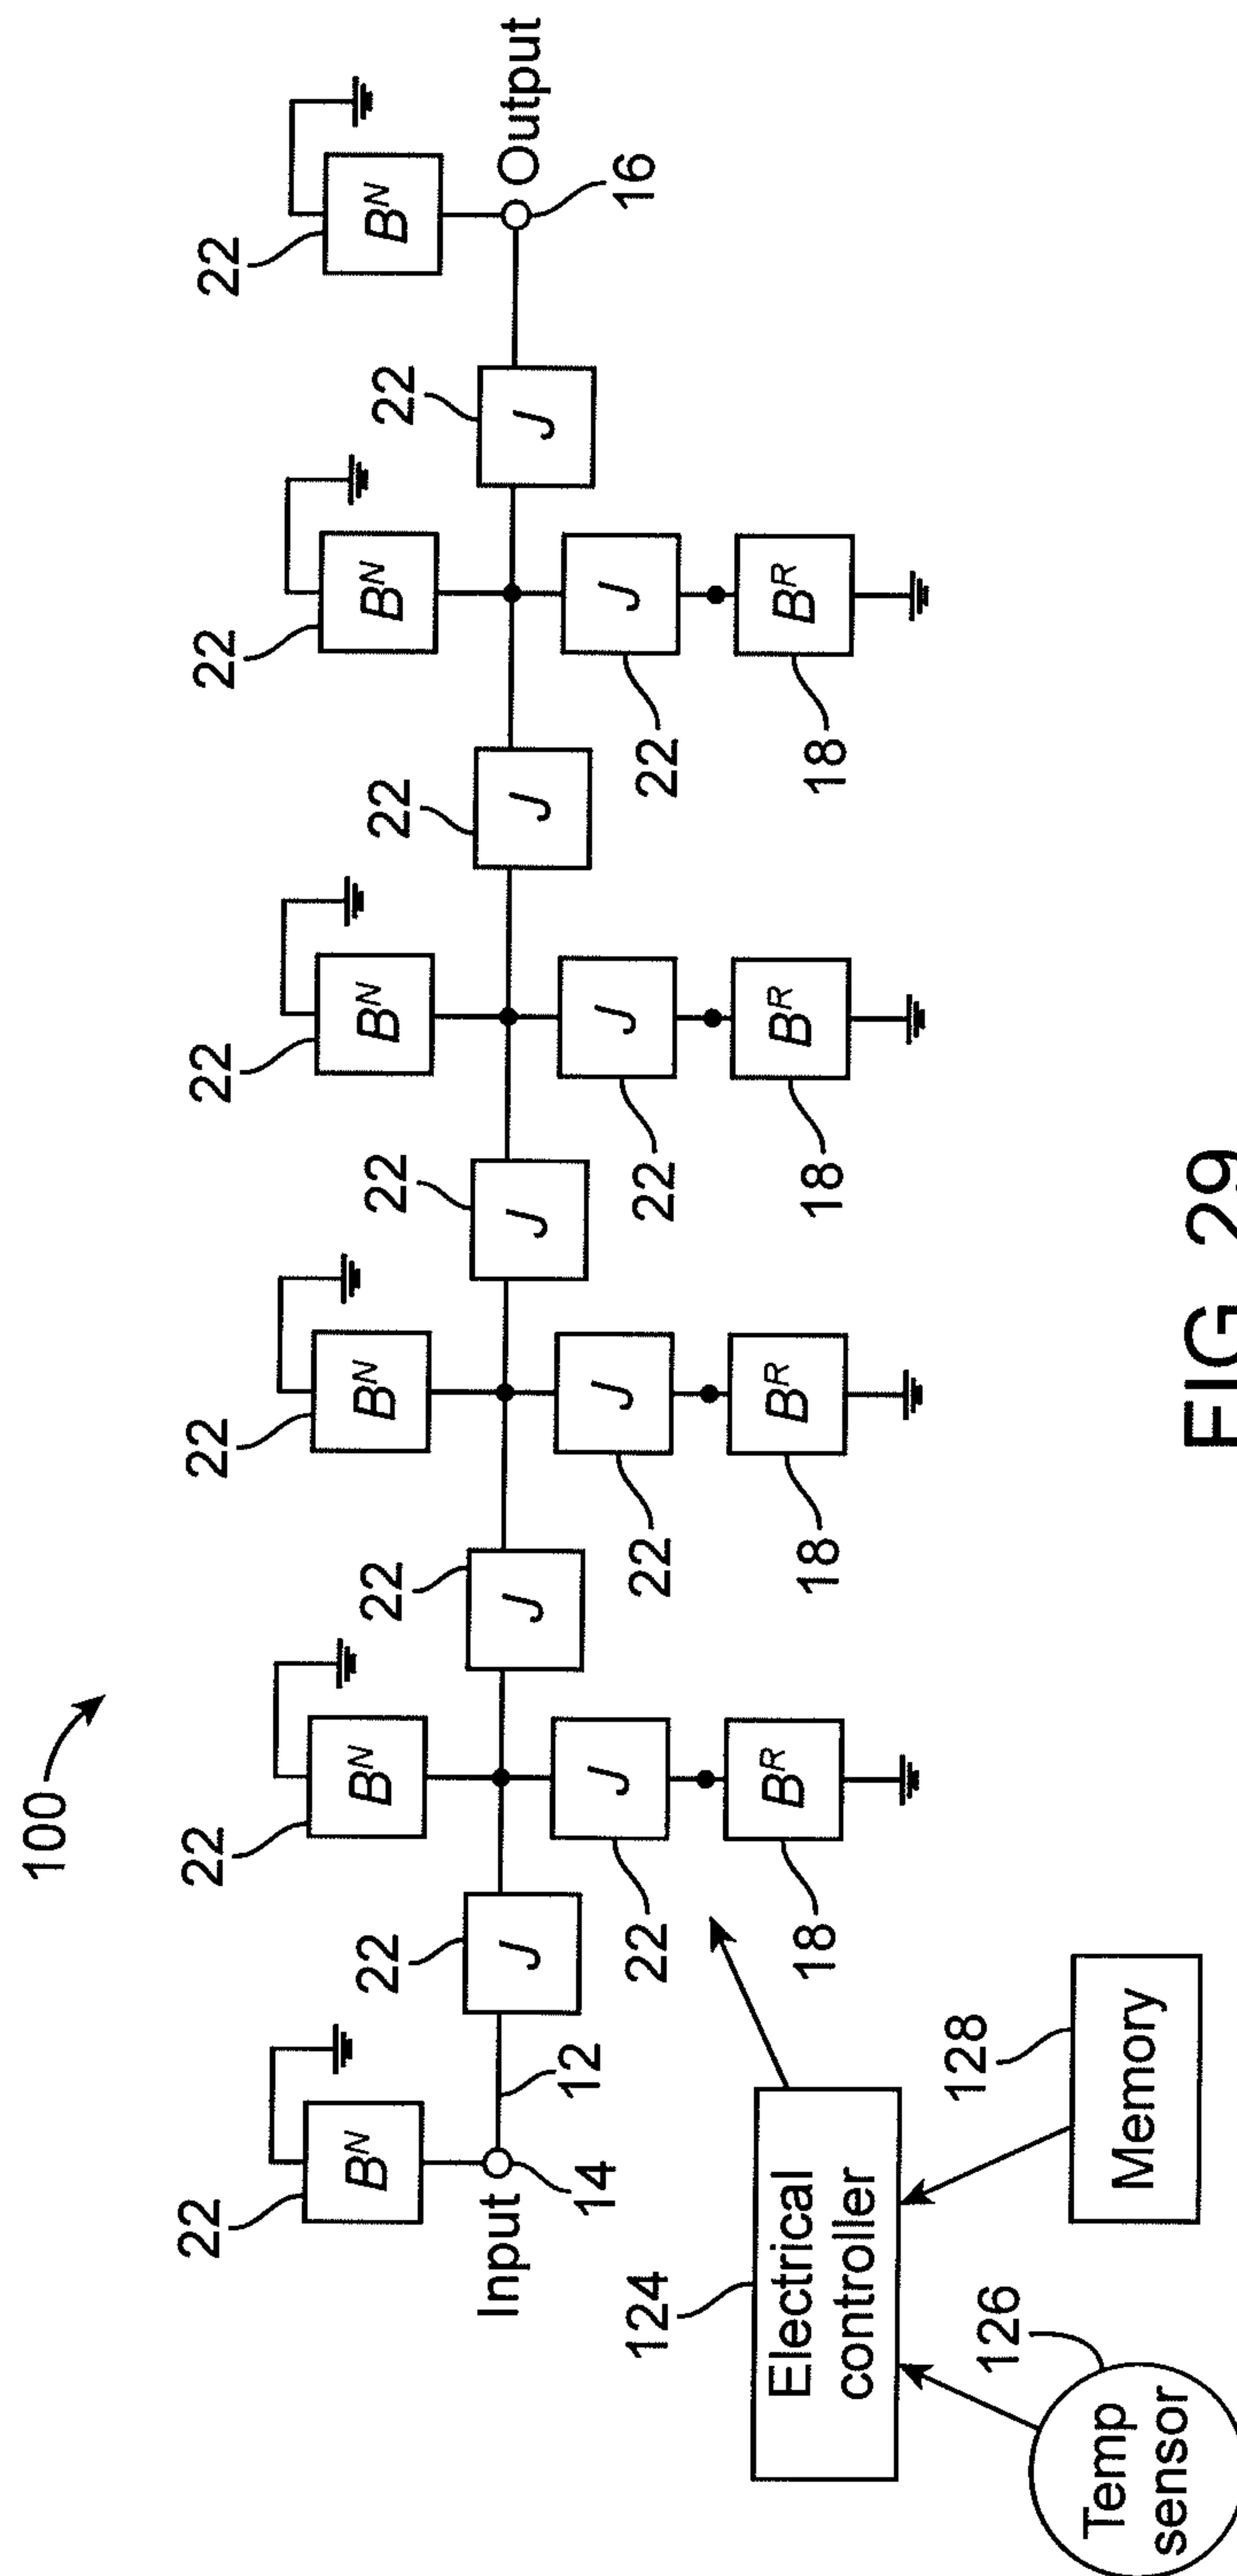 100
22
22
22
22
22
22
B^N
B^N
B^N
B^N
B^N
B^N
22
22
22
22
22
Input
J
J
J
J
J
Output
14
12
16
J
J
J
J
22
22
22
22
B^R
B^R
B^R
B^R
18
18
18
18
124
Electrical
controller
128
Memory
126
Temp
sensor
FIG. 29